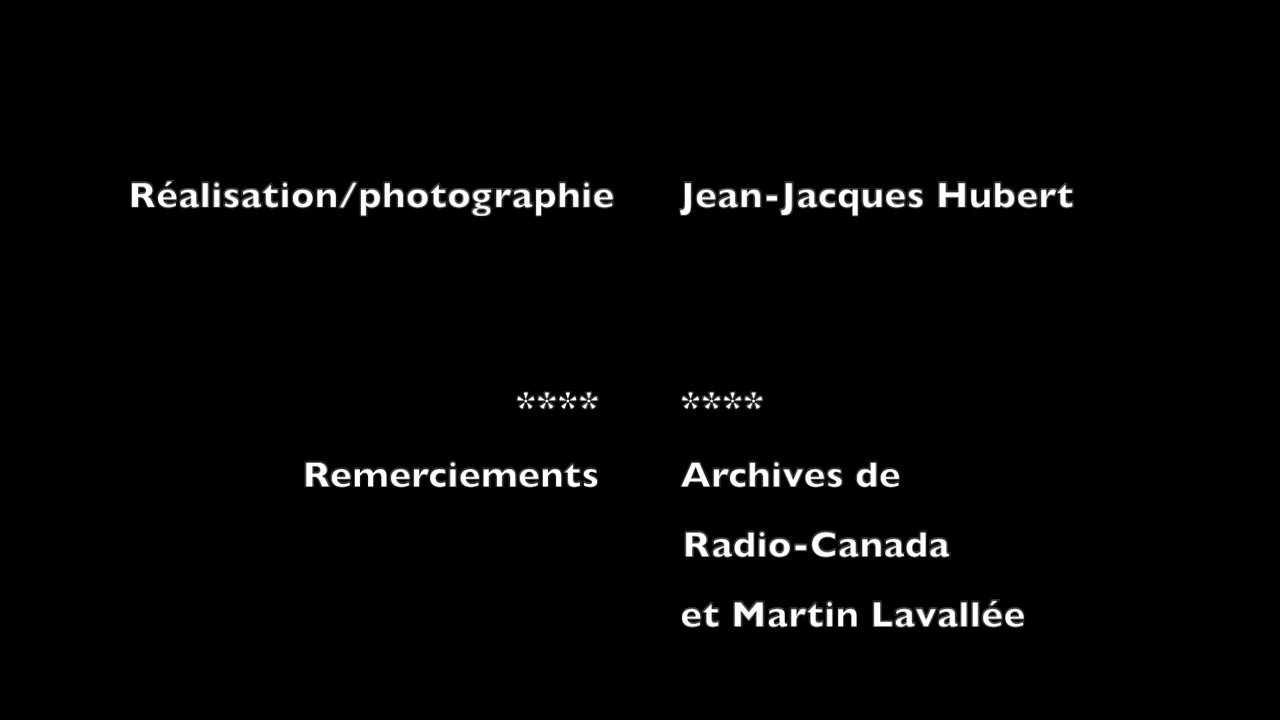 Réalisation/photographie Jean-Jacques Hubert
**** ****
Remerciements Archives de
Radio-Canada
et Martin Lavallée